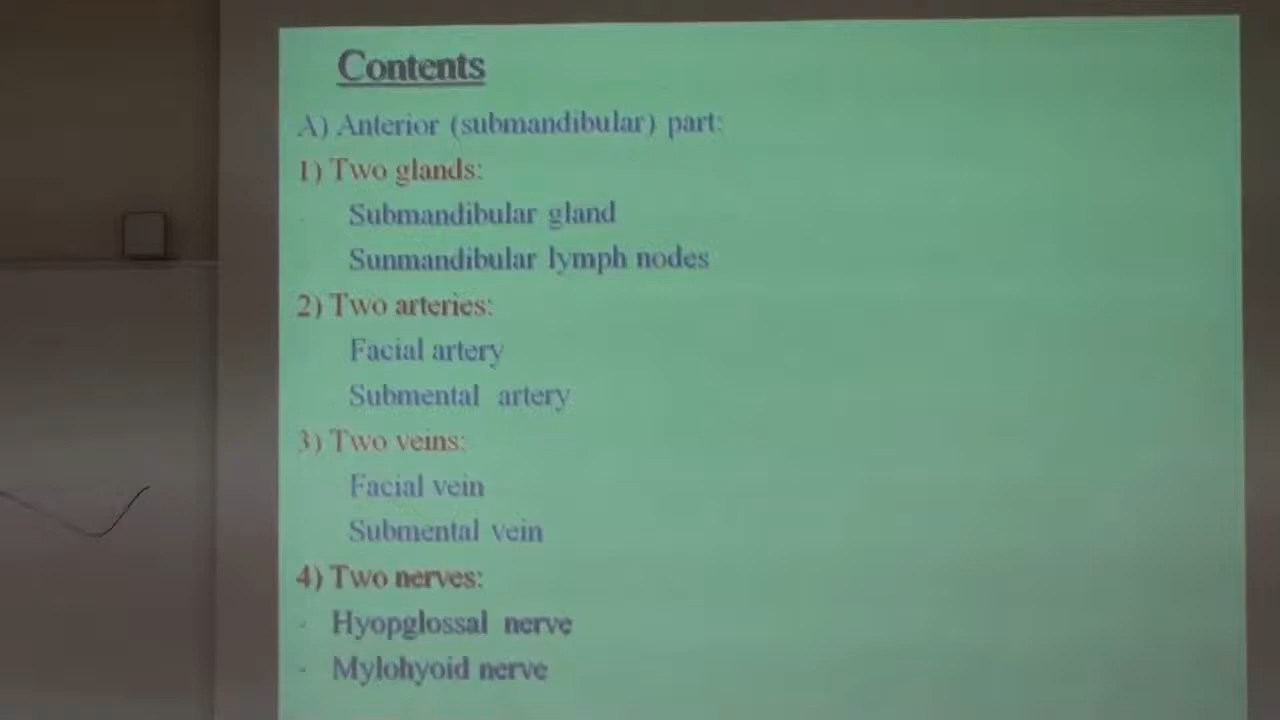 Contents
A) Anterior (submandibular) part:
1) Two glands:
Submandibular gland
Sunmandibular lymph nodes
2) Two arteries:
Facial artery
Submental artery
3) Two veins:
Facial vein
Submental vein
4) Two nerves:
- Hyopglossal nerve
- Mylohyoid nerve